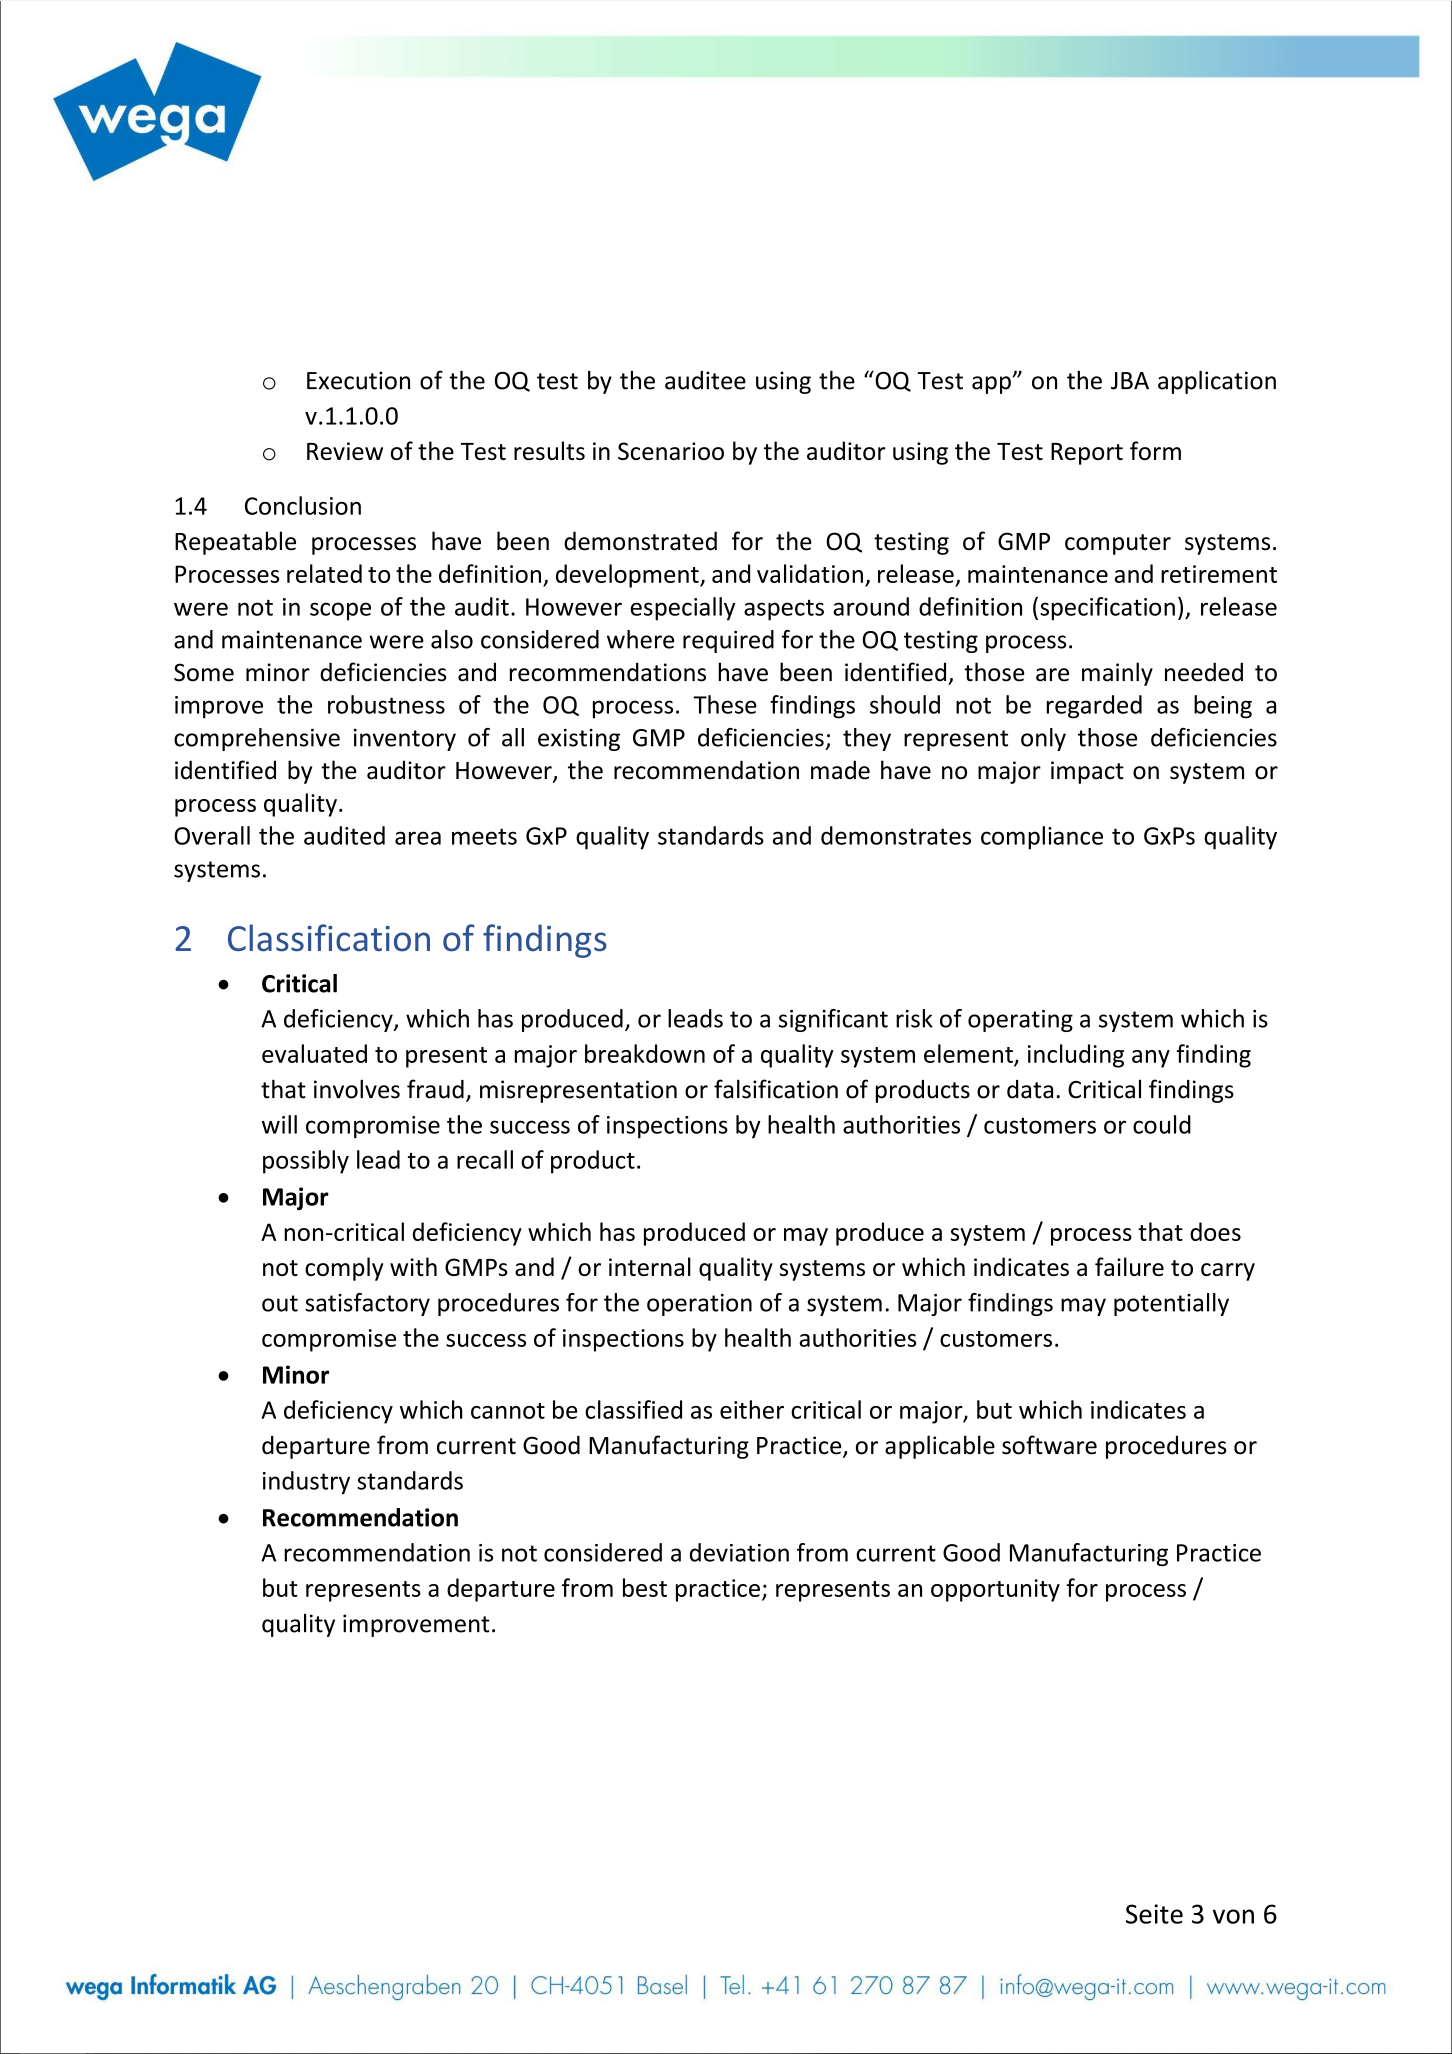 wega
o Execution of the OQ test by the auditee using the “OQ Test app” on the JBA application
v.1.1.0.0
o Review of the Test results in Scenarioo by the auditor using the Test Report form
1.4 Conclusion
Repeatable processes have been demonstrated for the OQ testing of GMP computer systems.
Processes related to the definition, development, and validation, release, maintenance and retirement
were not in scope of the audit. However especially aspects around definition (specification), release
and maintenance were also considered where required for the OQ testing process.
Some minor deficiencies and recommendations have been identified, those are mainly needed to
improve the robustness of the OQ process. These findings should not be regarded as being a
comprehensive inventory of all existing GMP deficiencies; they represent only those deficiencies
identified by the auditor However, the recommendation made have no major impact on system or
process quality.
Overall the audited area meets GxP quality standards and demonstrates compliance to GxPs quality
systems.
2 Classification of findings
• Critical
A deficiency, which has produced, or leads to a significant risk of operating a system which is
evaluated to present a major breakdown of a quality system element, including any finding
that involves fraud, misrepresentation or falsification of products or data. Critical findings
will compromise the success of inspections by health authorities / customers or could
possibly lead to a recall of product.
• Major
A non-critical deficiency which has produced or may produce a system / process that does
not comply with GMPs and / or internal quality systems or which indicates a failure to carry
out satisfactory procedures for the operation of a system. Major findings may potentially
compromise the success of inspections by health authorities / customers.
• Minor
A deficiency which cannot be classified as either critical or major, but which indicates a
departure from current Good Manufacturing Practice, or applicable software procedures or
industry standards
• Recommendation
A recommendation is not considered a deviation from current Good Manufacturing Practice
but represents a departure from best practice; represents an opportunity for process /
quality improvement.
Seite 3 von 6
wega Informatik AG | Aeschengraben 20 | CH-4051 Basel | Tel. +41 61 270 87 87 | info@wega-it.com | www.wega-it.com